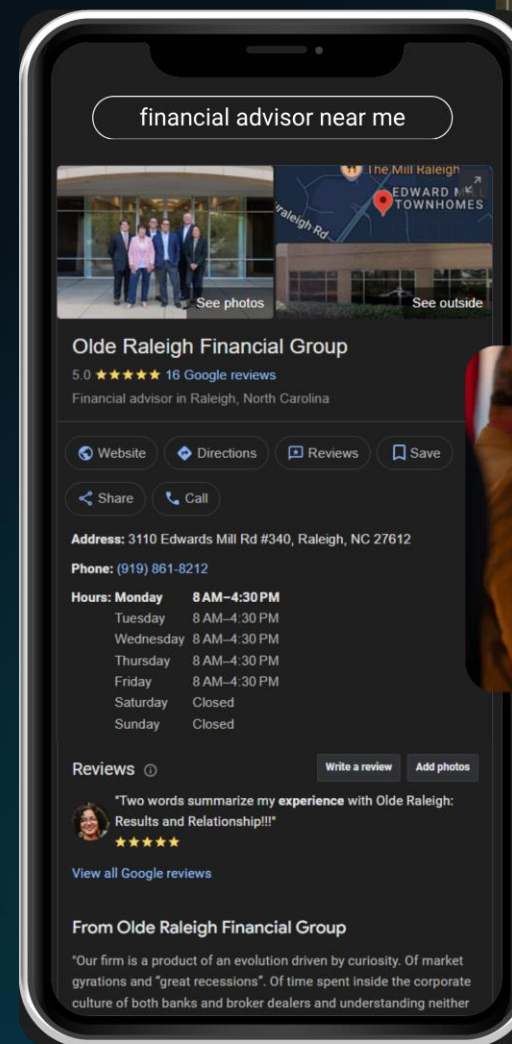 financial advisor near me
The Mill Raleigh
EDWARD MILL
TOWNHOMES
raleigh Rd
See photos
See outside
Olde Raleigh Financial Group
5.0 ★★★★★ 16 Google reviews
Financial advisor in Raleigh, North Carolina
Website Directions Reviews Save
Share Call
Address: 3110 Edwards Mill Rd #340, Raleigh, NC 27612
Phone: (919) 861-8212
Hours: Monday 8 AM–4:30 PM
Tuesday 8 AM–4:30 PM
Wednesday 8 AM–4:30 PM
Thursday 8 AM–4:30 PM
Friday 8 AM–4:30 PM
Saturday Closed
Sunday Closed
Reviews Write a review Add photos
"Two words summarize my experience with Olde Raleigh:
Results and Relationship!!!"
★★★★★
View all Google reviews
From Olde Raleigh Financial Group
"Our firm is a product of an evolution driven by curiosity. Of market
gyrations and "great recessions". Of time spent inside the corporate
culture of both banks and broker dealers and understanding neither